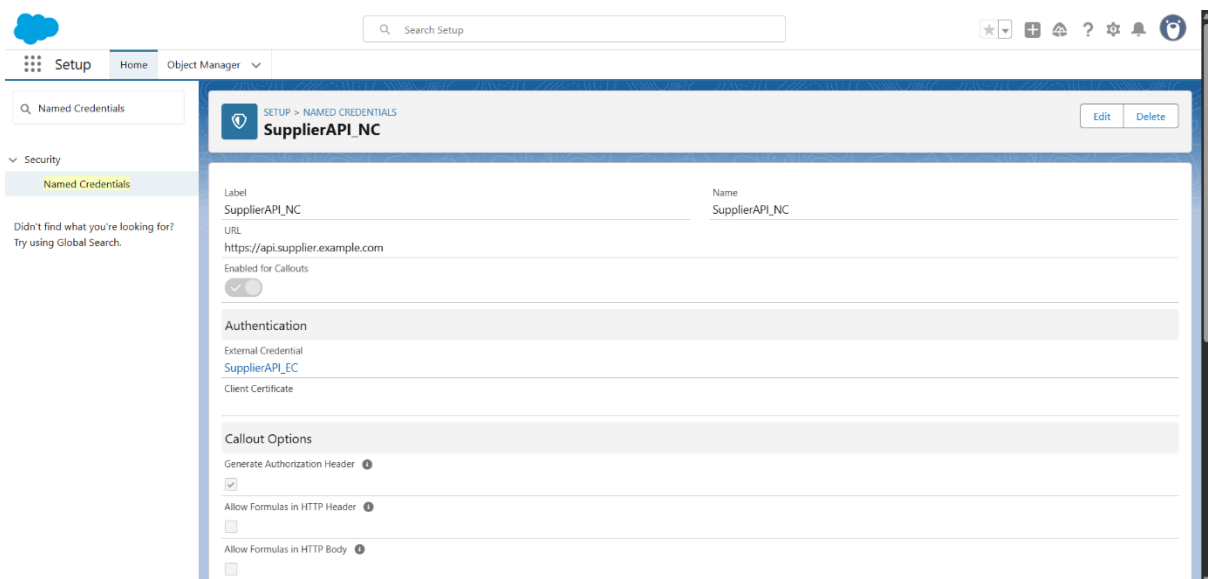 Search Setup
Setup Home Object Manager
Named Credentials
Security
Named Credentials
Didn't find what you're looking for?
Try using Global Search.
SETUP > NAMED CREDENTIALS
SupplierAPI_NC
Edit Delete
Label Name
SupplierAPI_NC SupplierAPI_NC
URL
https://api.supplier.example.com
Enabled for Callouts
Authentication
External Credential
SupplierAPI_EC
Client Certificate
Callout Options
Generate Authorization Header
Allow Formulas in HTTP Header
Allow Formulas in HTTP Body